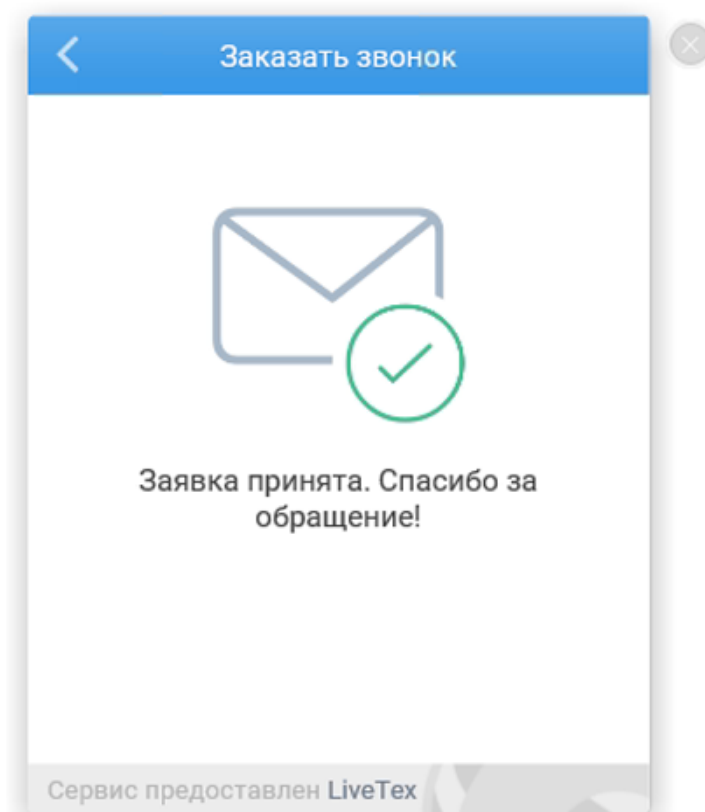 Заказать звонок
Заявка принята. Спасибо за
обращение!
Сервис предоставлен LiveTex